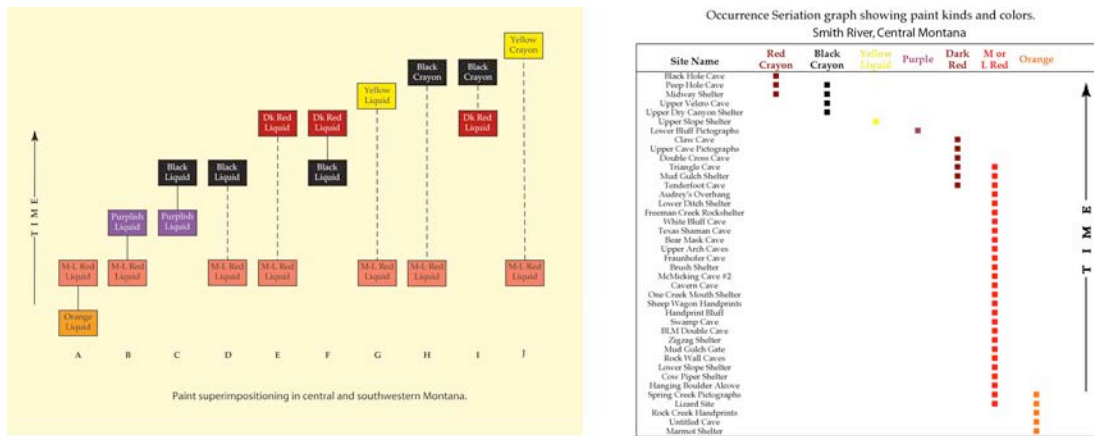 Yellow
Crayon
Black
Crayon
Black
Crayon
Yellow
Liquid
Dk Red
Liquid
Dk Red
Liquid
Dk Red
Liquid
Black
Liquid
Black
Liquid
Black
Liquid
Purplish
Liquid
Purplish
Liquid
M-L Red
Liquid
M-L Red
Liquid
M-L Red
Liquid
M-L Red
Liquid
M-L Red
Liquid
M-L Red
Liquid
M-L Red
Liquid
Orange
Liquid
TIME
A B C D E F G H I J
Paint superimpositioning in central and southwestern Montana.
Occurrence Seriation graph showing paint kinds and colors.
Smith River, Central Montana
Site Name Red Crayon Black Crayon Yellow Liquid Purple Dark Red M or L Red Orange
Black Hole Cave
Peep Hole Cave
Midway Shelter
Upper Velero Cave
Upper Dry Canyon Shelter
Upper Slope Shelter
Lower Bluff Pictographs
Claw Cave
Upper Cave Pictographs
Double Cross Cave
Triangle Cave
Mud Gulch Shelter
Tenderfoot Cave
Audrey's Overhang
Lower Ditch Shelter
Freeman Creek Rockshelter
White Bluff Cave
Texas Shaman Cave
Bear Mask Cave
Upper Arch Caves
Fraunhofer Cave
Brush Shelter
McMicking Cave #2
Cavern Cave
One Creek Mouth Shelter
Sheep Wagon Handprints
Handprint Bluff
Swamp Cave
BLM Double Cave
Zigzag Shelter
Mud Gulch Gate
Rock Wall Caves
Lower Slope Shelter
Cow Piper Shelter
Hanging Boulder Alcove
Spring Creek Pictographs
Lizard Site
Rock Creek Handprints
Untitled Cave
Marmot Shelter
TIME